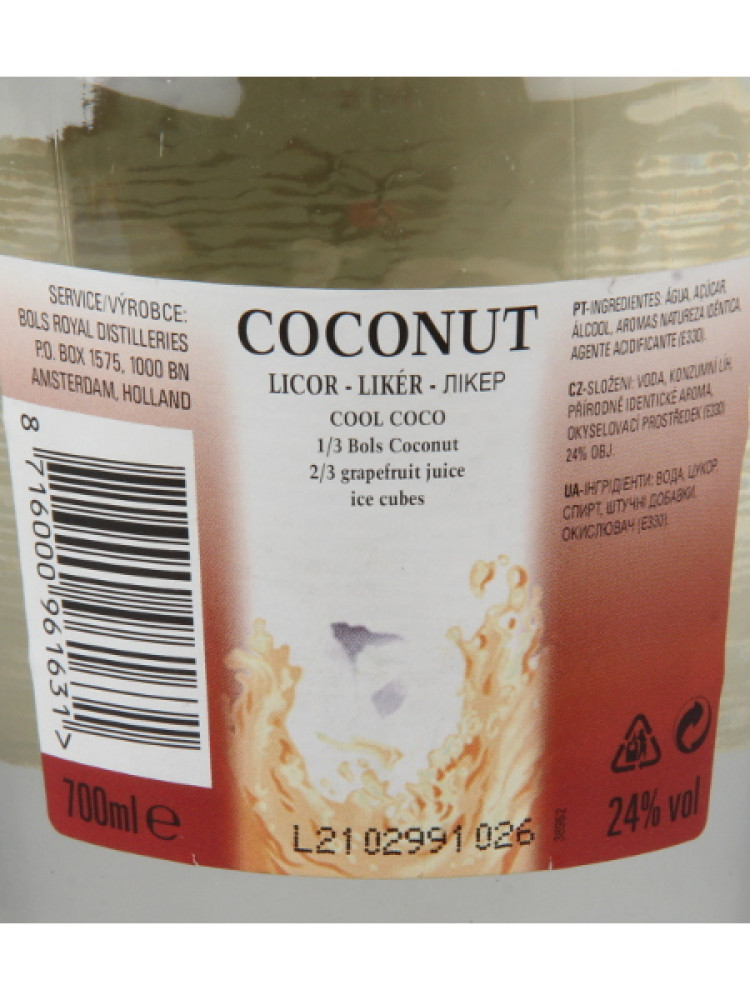 SERVICE/VÝROBCE:
BOLS ROYAL DISTILLERIES
P.O. BOX 1575, 1000 BN
AMSTERDAM, HOLLAND
8 716000 961631 >
700ml e
COCONUT
LICOR - LIKÉR - ЛІКЕР
COOL COCO
1/3 Bols Coconut
2/3 grapefruit juice
ice cubes
L21 02991 026
38962
PT-INGREDIENTES: ÁGUA, AÇÚCAR,
ÁLCOOL, AROMAS NATUREZA IDÊNTICA,
AGENTE ACIDIFICANTE (E330).
CZ-SLOŽENI: VODA, KONZUMNÍ LÍH,
PŘÍRODNĚ IDENTICKÉ AROMA,
OKYSELOVACÍ PROSTŘEDEK (E330)
24% OBJ.
UA-ІНГРІДІЕНТИ: ВОДА, ЦУКОР,
СПИРТ, ШТУЧНІ ДОБАВКИ,
ОКИСЛЮВАЧ (E330).
24% vol